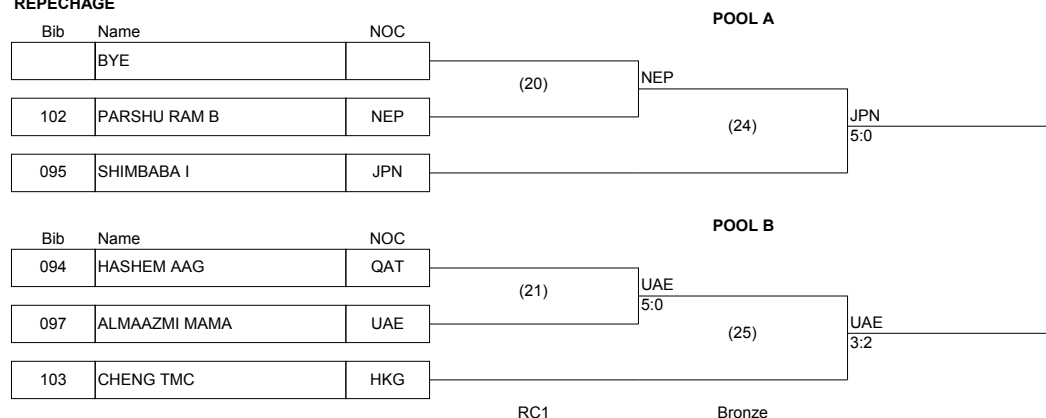 REPECHAGE
POOL A
Bib Name NOC
BYE
(20)
NEP
102 PARSHU RAM B NEP
(24)
JPN
5:0
095 SHIMBABA I JPN
POOL B
Bib Name NOC
094 HASHEM AAG QAT
(21)
UAE
5:0
097 ALMAAZMI MAMA UAE
(25)
UAE
3:2
103 CHENG TMC HKG
RC1 Bronze